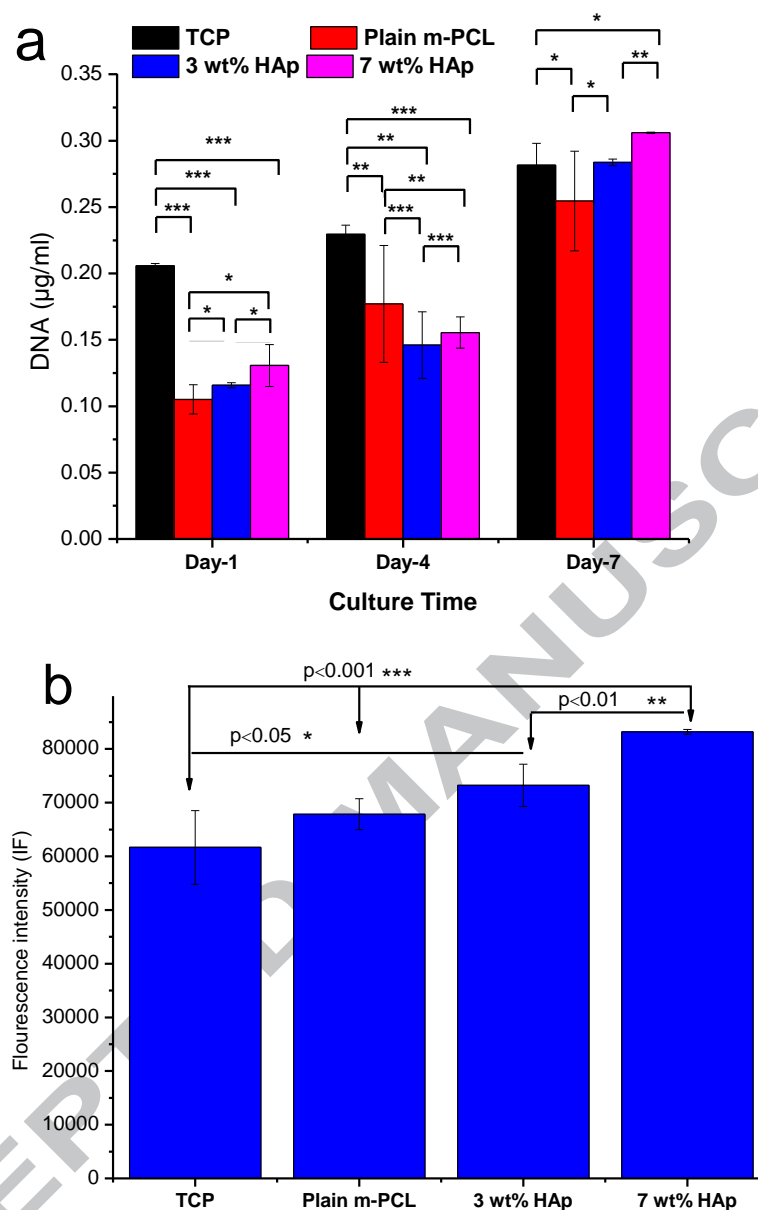 a
TCP Plain m-PCL
3 wt% HAp 7 wt% HAp
DNA (µg/ml)
0.35
0.30
0.25
0.20
0.15
0.10
0.05
0.00
***
***
***
*
*
*
***
**
**
**
***
***
*
*
*
**
Day-1 Day-4 Day-7
Culture Time
b
p<0.001 ***
p<0.01 **
p<0.05 *
Flourescence intensity (IF)
80000
70000
60000
50000
40000
30000
20000
10000
0
TCP Plain m-PCL 3 wt% HAp 7 wt% HAp
EPTED MANUSC